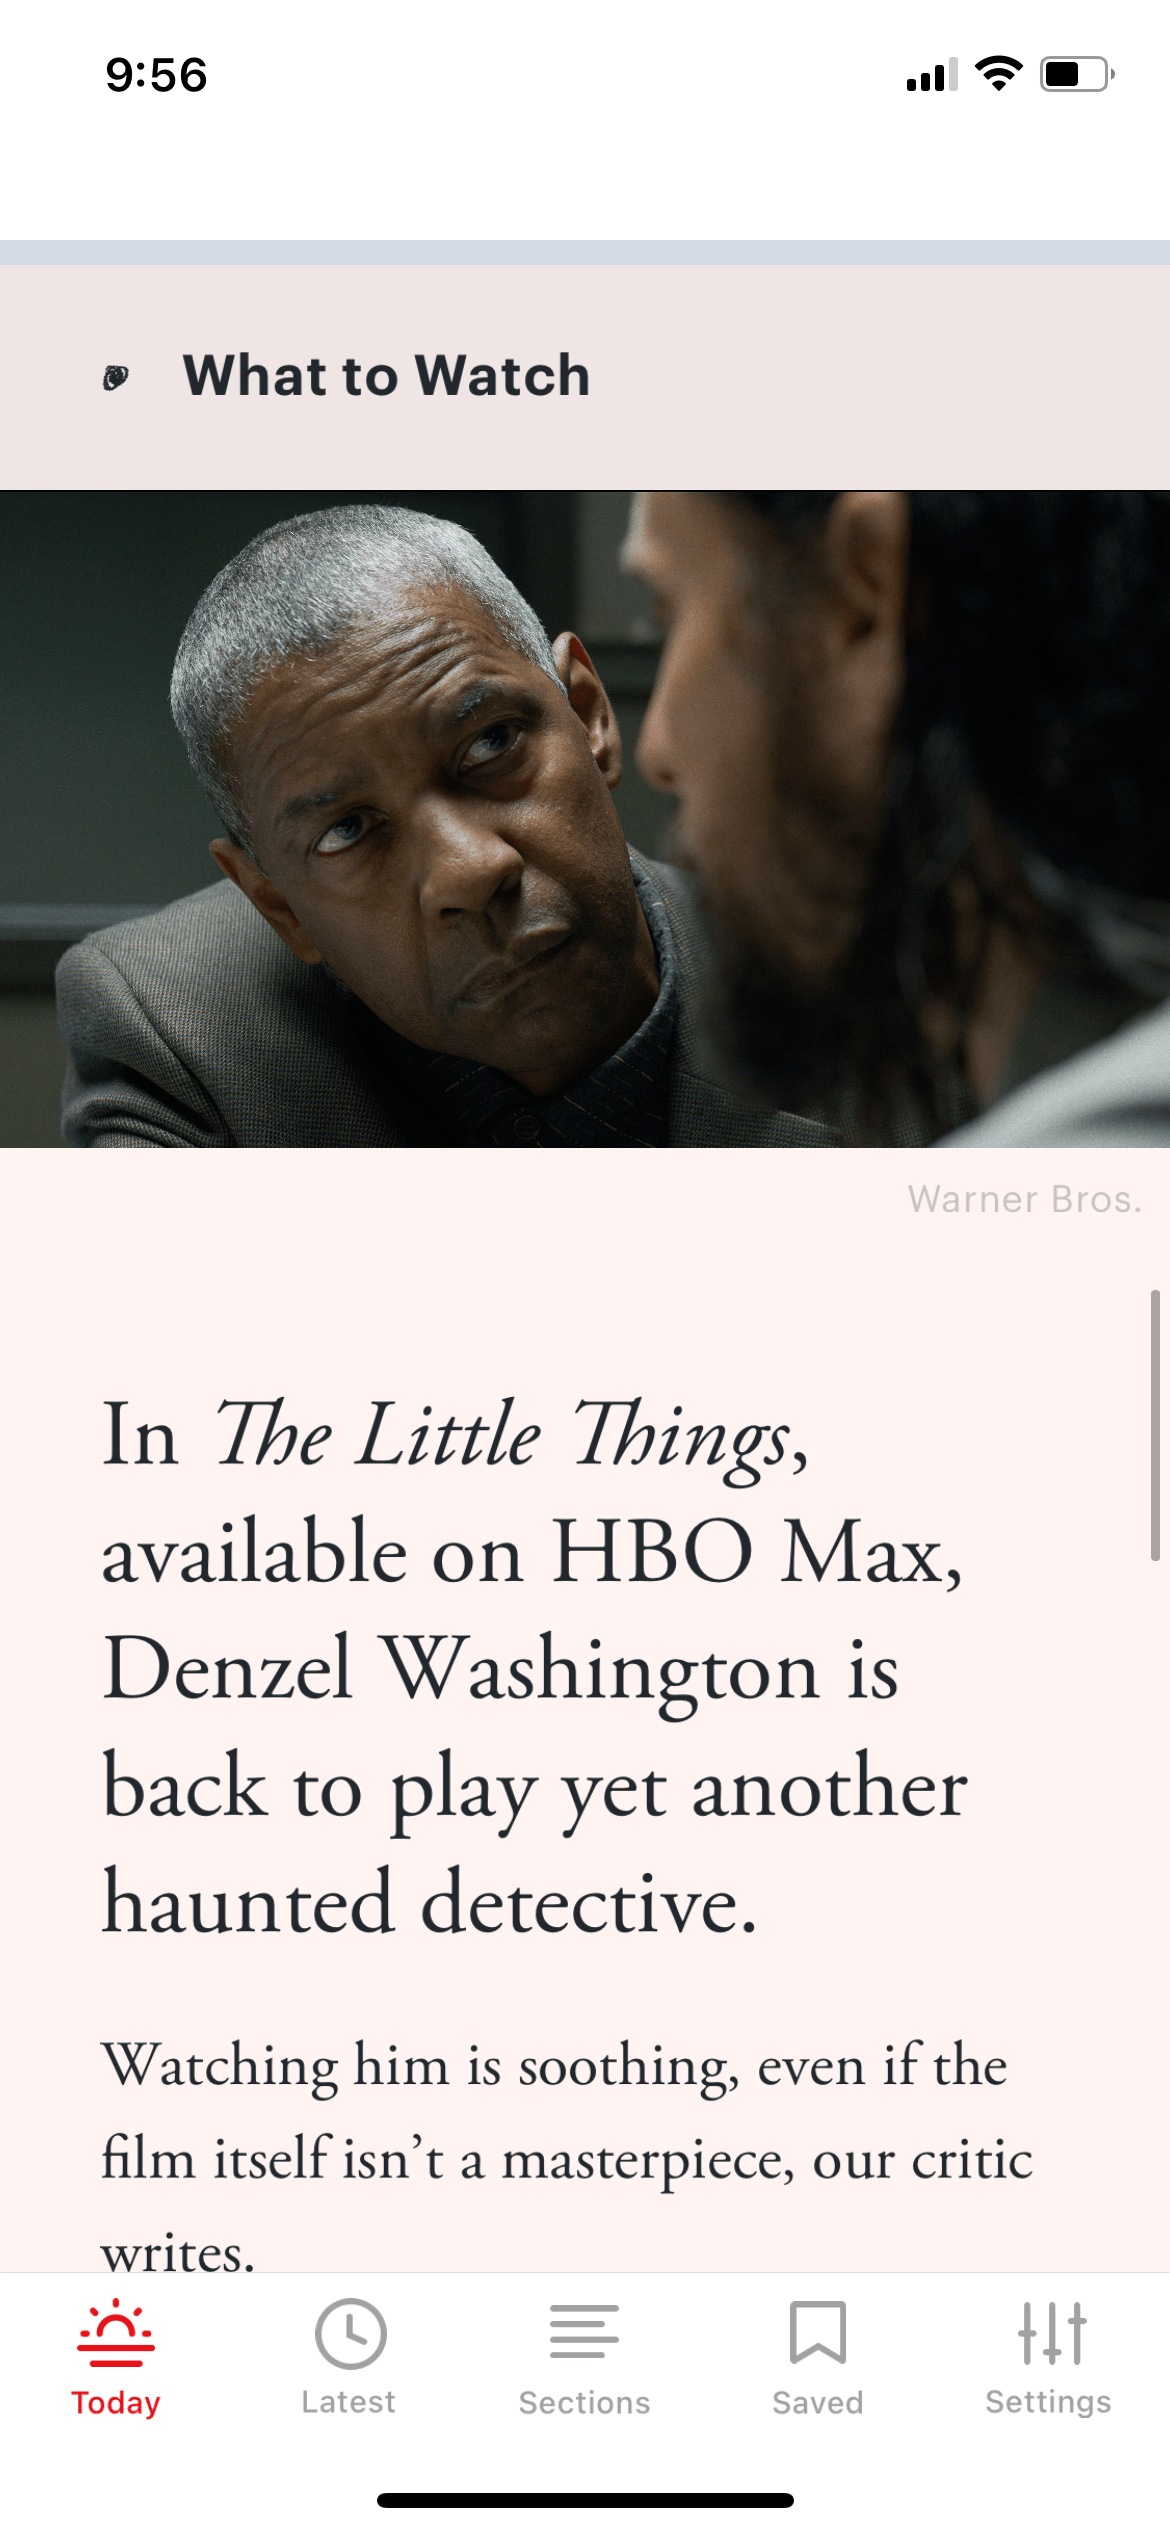 9:56
What to Watch
Warner Bros.
In The Little Things,
available on HBO Max,
Denzel Washington is
back to play yet another
haunted detective.
Watching him is soothing, even if the
film itself isn’t a masterpiece, our critic
writes.
Today
Latest
Sections
Saved
Settings